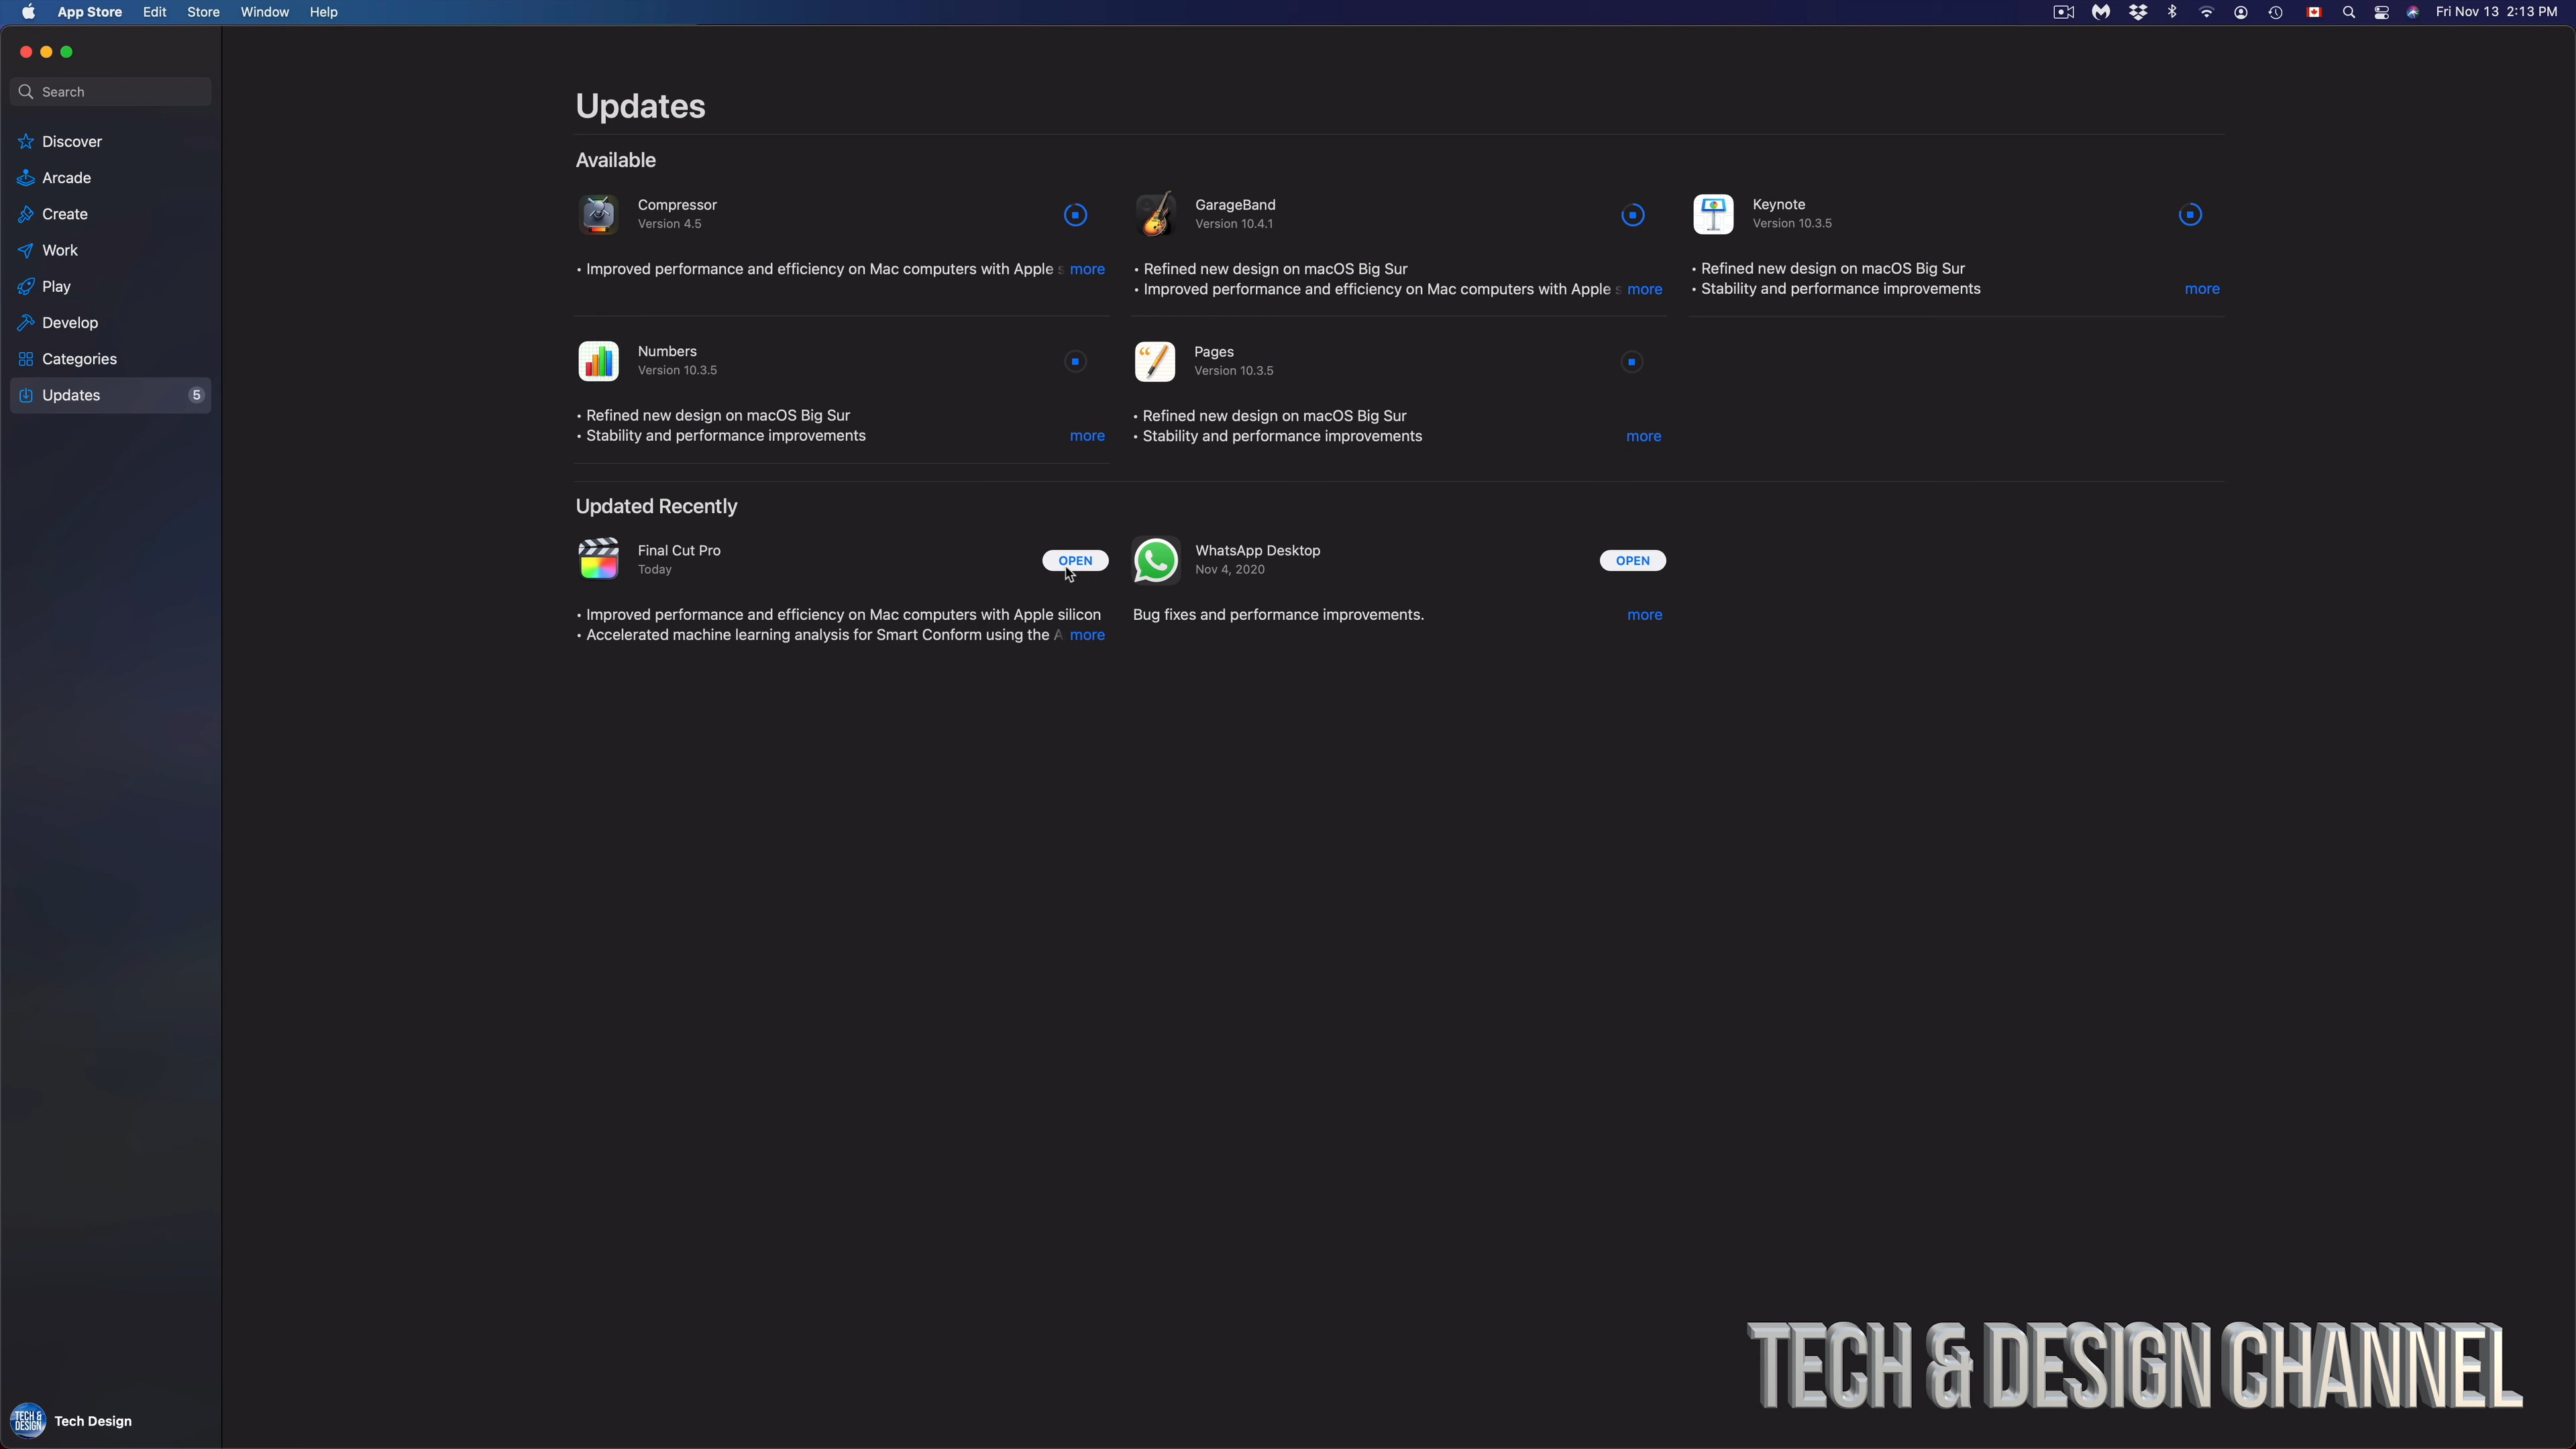 App Store Edit Store Window Help
Fri Nov 13 2:13 PM
Search
Discover
Arcade
Create
Work
Play
Develop
Categories
Updates 5
Updates
Available
Compressor
Version 4.5
• Improved performance and efficiency on Mac computers with Apple s more
GarageBand
Version 10.4.1
• Refined new design on macOS Big Sur
• Improved performance and efficiency on Mac computers with Apple s more
Keynote
Version 10.3.5
• Refined new design on macOS Big Sur
• Stability and performance improvements more
Numbers
Version 10.3.5
• Refined new design on macOS Big Sur
• Stability and performance improvements more
Pages
Version 10.3.5
• Refined new design on macOS Big Sur
• Stability and performance improvements more
Updated Recently
Final Cut Pro
Today
OPEN
• Improved performance and efficiency on Mac computers with Apple silicon
• Accelerated machine learning analysis for Smart Conform using the A more
WhatsApp Desktop
Nov 4, 2020
OPEN
Bug fixes and performance improvements. more
TECH & DESIGN CHANNEL
TECH &
DESIGN
Tech Design